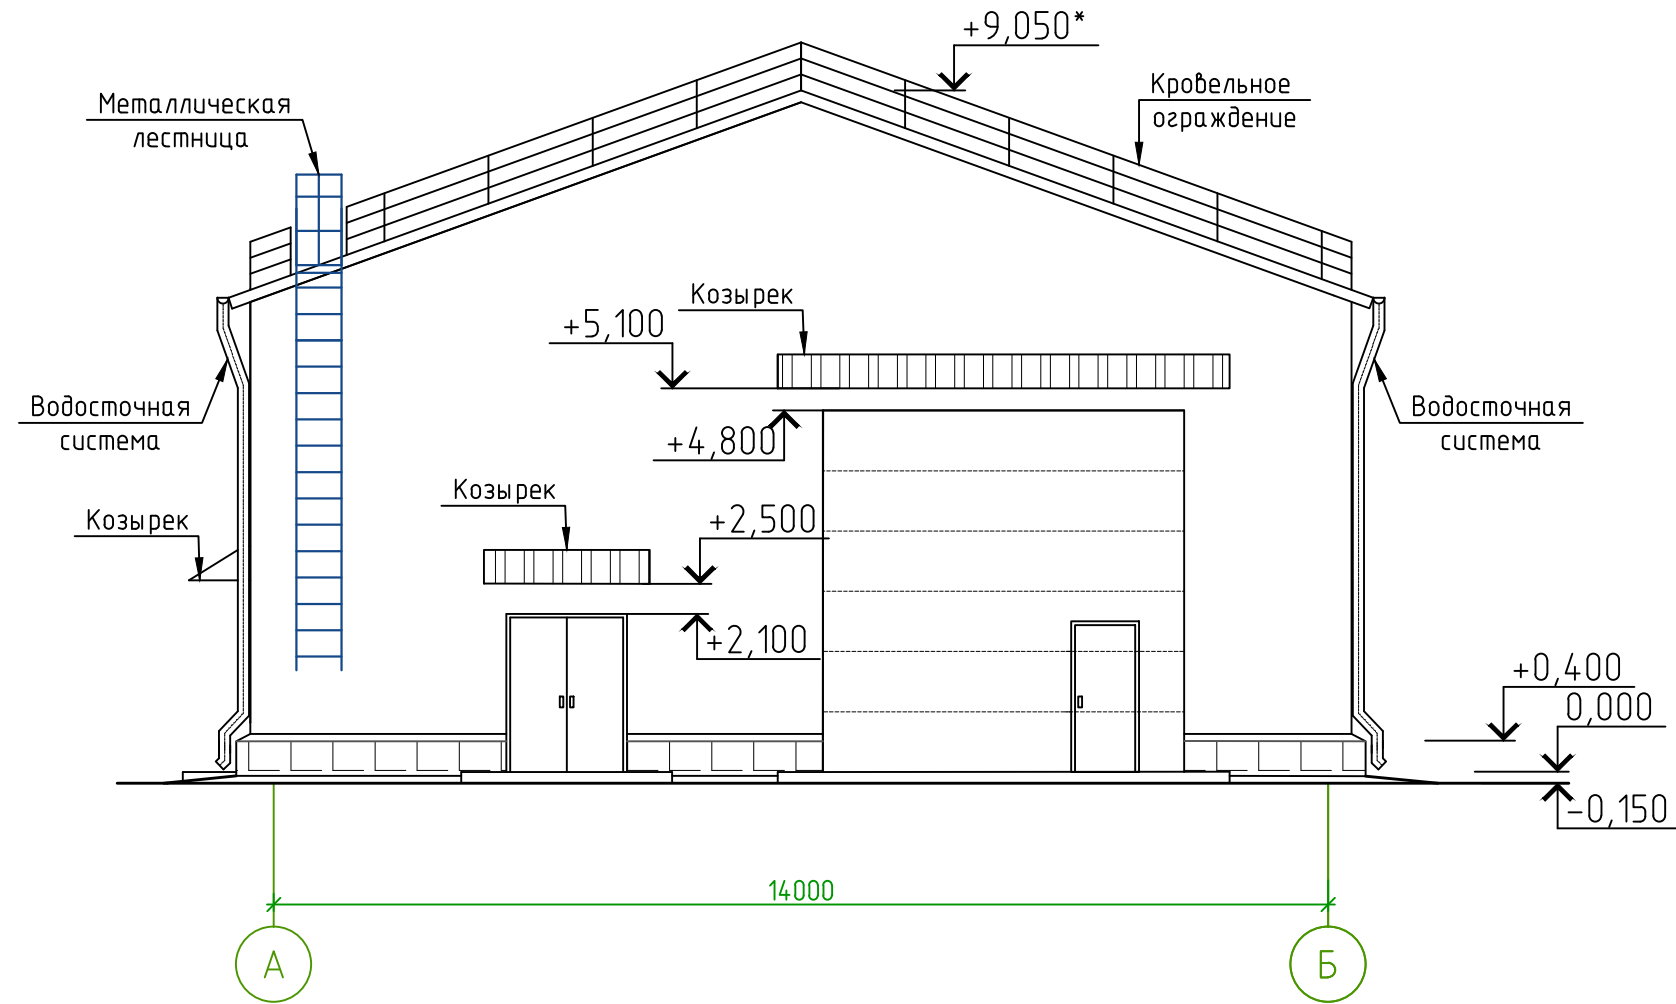 +9,050*
Кровельное
ограждение
Металлическая
лестница
Козырек
+5,100
Водосточная
система
+4,800
Водосточная
система
Козырек
Козырек
+2,500
+2,100
+0,400
0,000
-0,150
14000
А
Б